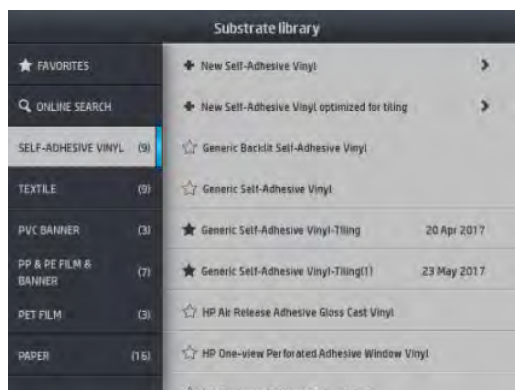 Substrate library
FAVORITES
ONLINE SEARCH
SELF-ADHESIVE VINYL (9)
TEXTILE (9)
PVC BANNER (3)
PP & PE FILM &
BANNER (7)
PET FILM (3)
PAPER (16)
New Self-Adhesive Vinyl
New Self-Adhesive Vinyl optimized for tiling
Generic Backlit Self-Adhesive Vinyl
Generic Self-Adhesive Vinyl
Generic Self-Adhesive Vinyl-Tiling 20 Apr 2017
Generic Self-Adhesive Vinyl-Tiling(1) 23 May 2017
HP Air Release Adhesive Gloss Cast Vinyl
HP One-view Perforated Adhesive Window Vinyl